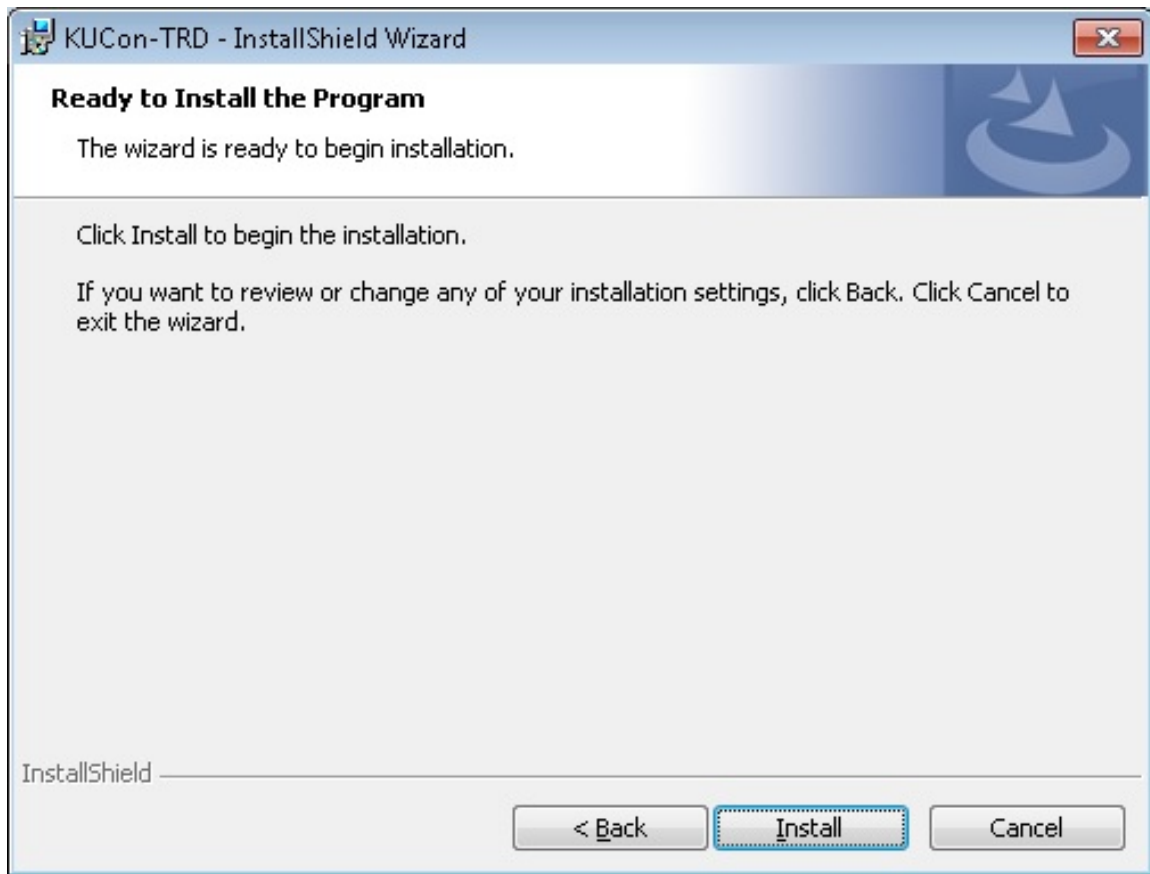 KUCon-TRD - InstallShield Wizard
Ready to Install the Program
The wizard is ready to begin installation.
Click Install to begin the installation.
If you want to review or change any of your installation settings, click Back. Click Cancel to
exit the wizard.
InstallShield
< Back
Install
Cancel